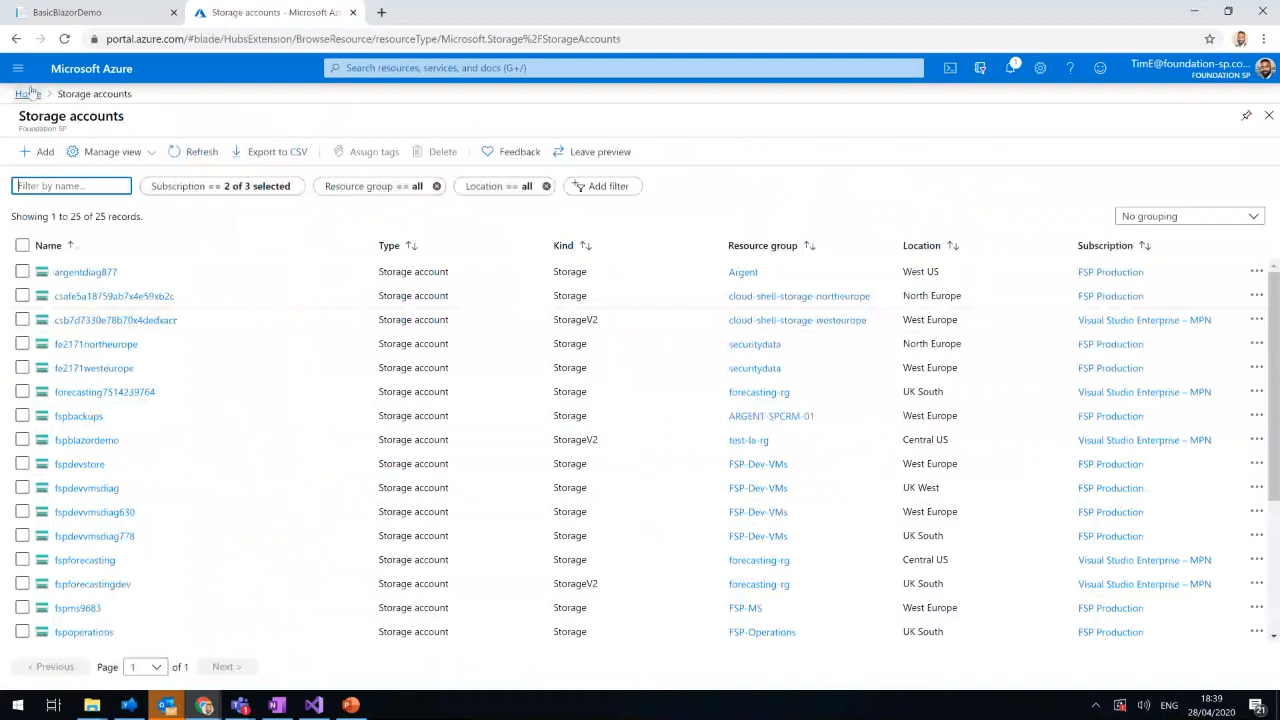 BasicBlazorDemo
Storage accounts – Microsoft Az
portal.azure.com/#blade/HubsExtension/BrowseResource/resourceType/Microsoft.Storage%2FStorageAccounts
Microsoft Azure
Search resources, services, and docs (G+/)
1
TimE@foundation-sp.co...
FOUNDATION SP
Home > Storage accounts
Storage accounts
Foundation SP
Add
Manage view
Refresh
Export to CSV
Assign tags
Delete
Feedback
Leave preview
Filter by name...
Subscription == 2 of 3 selected
Resource group == all
Location == all
Add filter
Showing 1 to 25 of 25 records.
No grouping
Name Type Kind Resource group Location Subscription
argentdiag877 Storage account Storage Argent West US FSP Production
csafe5a18759ab7x4e59xb2c Storage account Storage cloud-shell-storage-northeurope North Europe FSP Production
csb7d7330e78b70x4dedxacr Storage account StorageV2 cloud-shell-storage-westeurope West Europe Visual Studio Enterprise – MPN
fe2171northeurope Storage account Storage securitydata North Europe FSP Production
fe2171westeurope Storage account Storage securitydata West Europe FSP Production
forecasting7514239764 Storage account Storage forecasting-rg UK South Visual Studio Enterprise – MPN
fspbackups Storage account Storage ARGENT-SPCRM-01 West Europe FSP Production
fspblazordemo Storage account StorageV2 test-la-rg Central US Visual Studio Enterprise – MPN
fspdevstore Storage account Storage FSP-Dev-VMs West Europe FSP Production
fspdevvmsdiag Storage account Storage FSP-Dev-VMs UK West FSP Production
fspdevvmsdiag630 Storage account Storage FSP-Dev-VMs West Europe FSP Production
fspdevvmsdiag778 Storage account Storage FSP-Dev-VMs UK South FSP Production
fspforecasting Storage account Storage forecasting-rg Central US Visual Studio Enterprise – MPN
fspforecastingdev Storage account StorageV2 forecasting-rg UK South Visual Studio Enterprise – MPN
fspms9683 Storage account Storage FSP-MS West Europe FSP Production
fspoperations Storage account Storage FSP-Operations UK South FSP Production
< Previous Page 1 of 1 Next >
ENG
18:39
28/04/2020
21